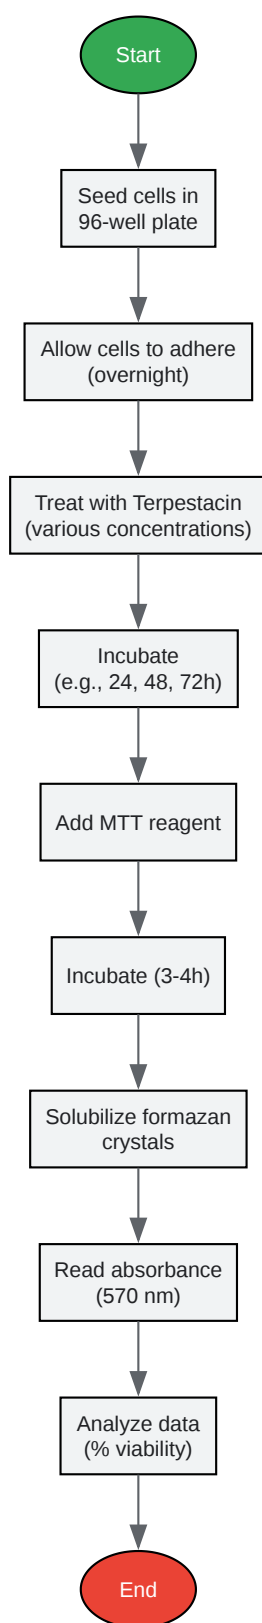 Start
Seed cells in
96-well plate
Allow cells to adhere
(overnight)
Treat with Terpestacin
(various concentrations)
Incubate
(e.g., 24, 48, 72h)
Add MTT reagent
Incubate (3-4h)
Solubilize formazan
crystals
Read absorbance
(570 nm)
Analyze data
(% viability)
End